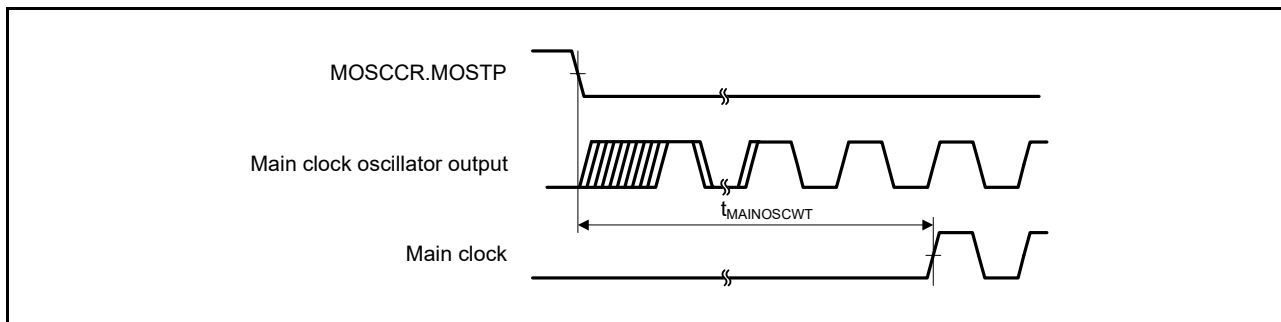 MOSCCR.MOSTP
Main clock oscillator output
tMAINOSCWT
Main clock